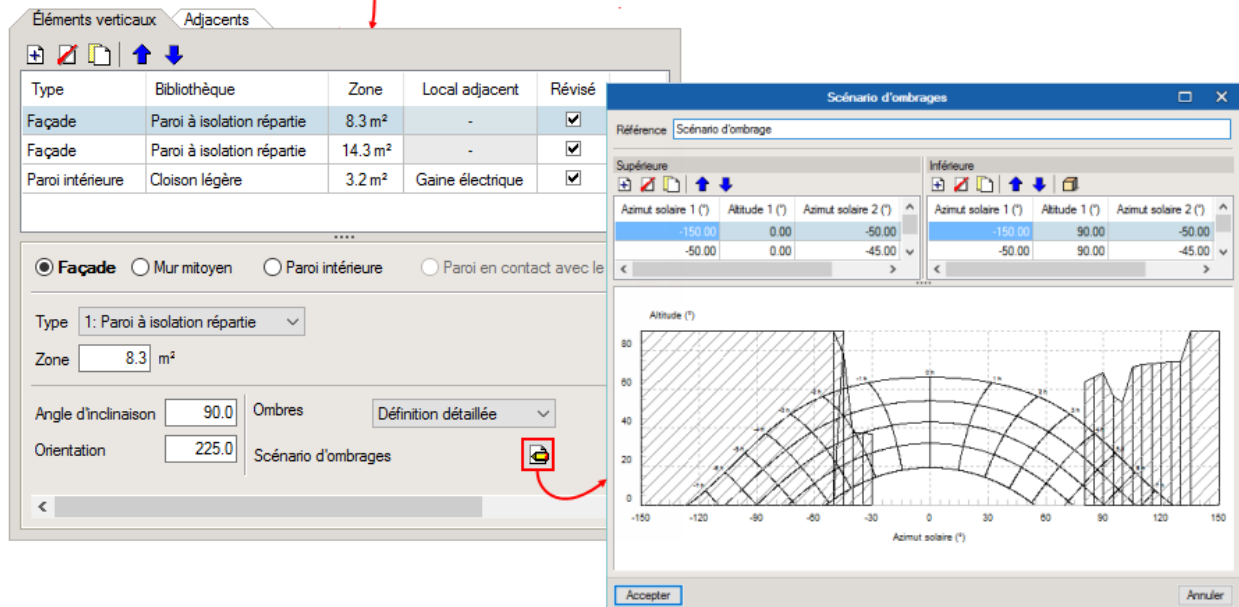 Éléments verticaux Adjacents
Type Bibliothèque Zone Local adjacent Révisé
Façade Paroi à isolation répartie 8.3 m² -
Façade Paroi à isolation répartie 14.3 m² -
Paroi intérieure Cloison légère 3.2 m² Gaine électrique
Façade Mur mitoyen Paroi intérieure Paroi en contact avec le
Type 1: Paroi à isolation répartie
Zone 8.3 m²
Angle d'inclinaison 90.0 Ombres Définition détaillée
Orientation 225.0 Scénario d'ombrages
Scénario d'ombrages
Référence Scénario d'ombrage
Supérieure Inférieure
Azimut solaire 1 (°) Altitude 1 (°) Azimut solaire 2 (°) Azimut solaire 1 (°) Altitude 1 (°) Azimut solaire 2 (°)
-150.00 0.00 -50.00 -150.00 90.00 -50.00
-50.00 0.00 -45.00 -50.00 90.00 -45.00
Altitude (°)
80
60
40
20
0
-150 -120 -90 -60 -30 0 30 60 90 120 150
Azimut solaire (°)
Accepter Annuler